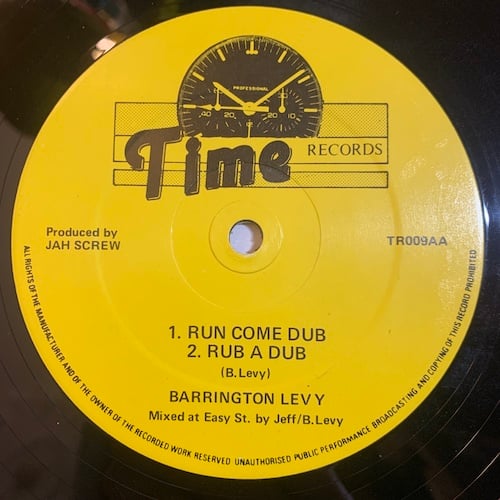 PROFESSIONAL
Time
RECORDS
Produced by
JAH SCREW
TR009AA
1. RUN COME DUB
2. RUB A DUB
(B.Levy)
BARRINGTON LEVY
Mixed at Easy St. by Jeff/B.Levy
ALL RIGHTS OF THE MANUFACTURER AND OF THE OWNER OF THE RECORDED WORK RESERVED UNAUTHORISED PUBLIC PERFORMANCE BROADCASTING AND COPYING OF THIS RECORD PROHIBITED